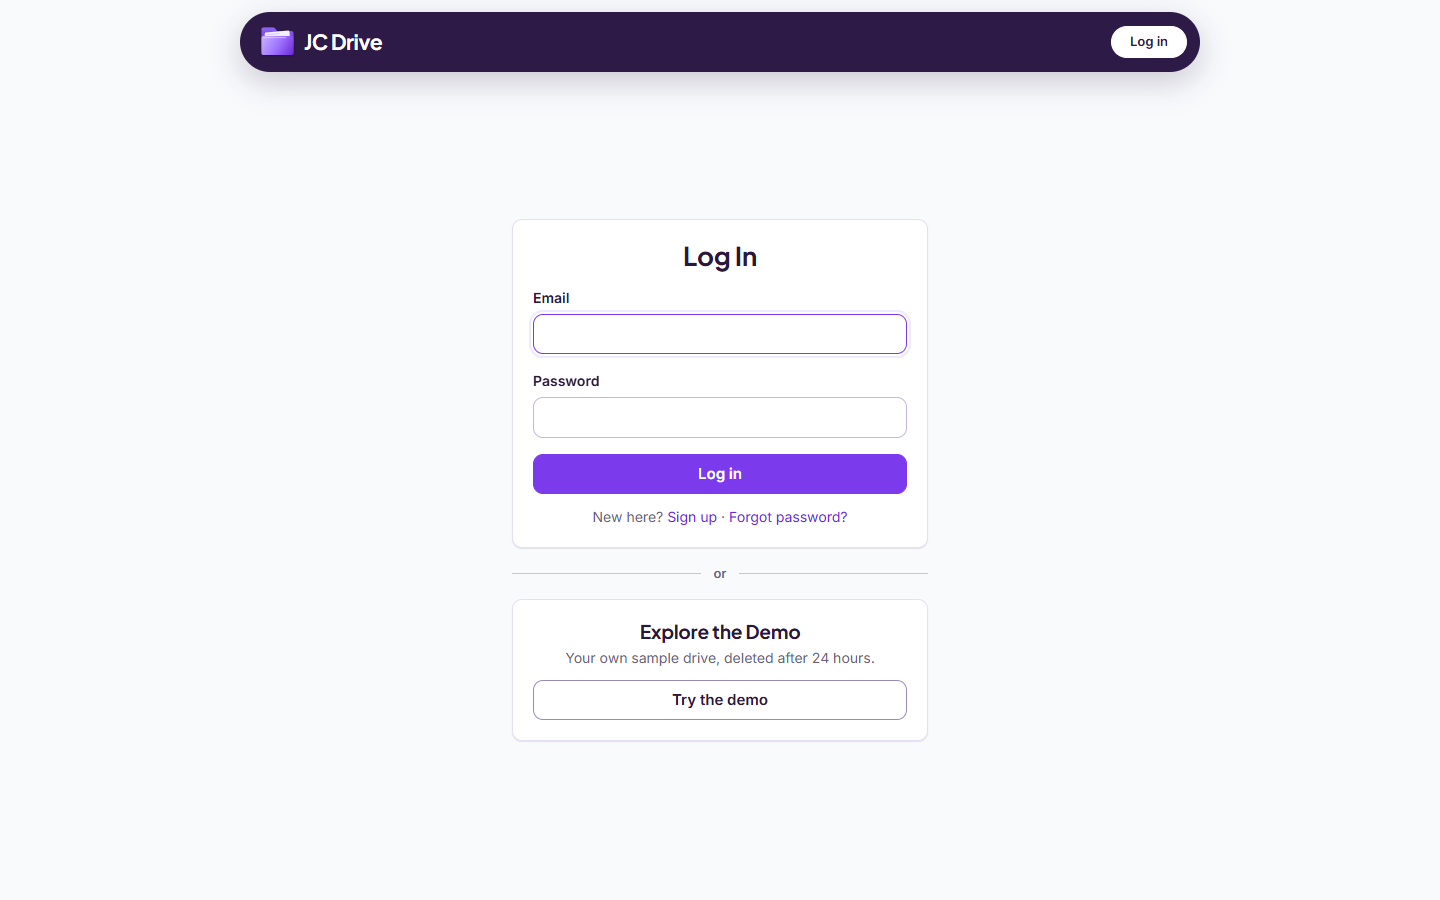 JC Drive
Log in
Log In
Email
Password
Log in
New here? Sign up · Forgot password?
or
Explore the Demo
Your own sample drive, deleted after 24 hours.
Try the demo